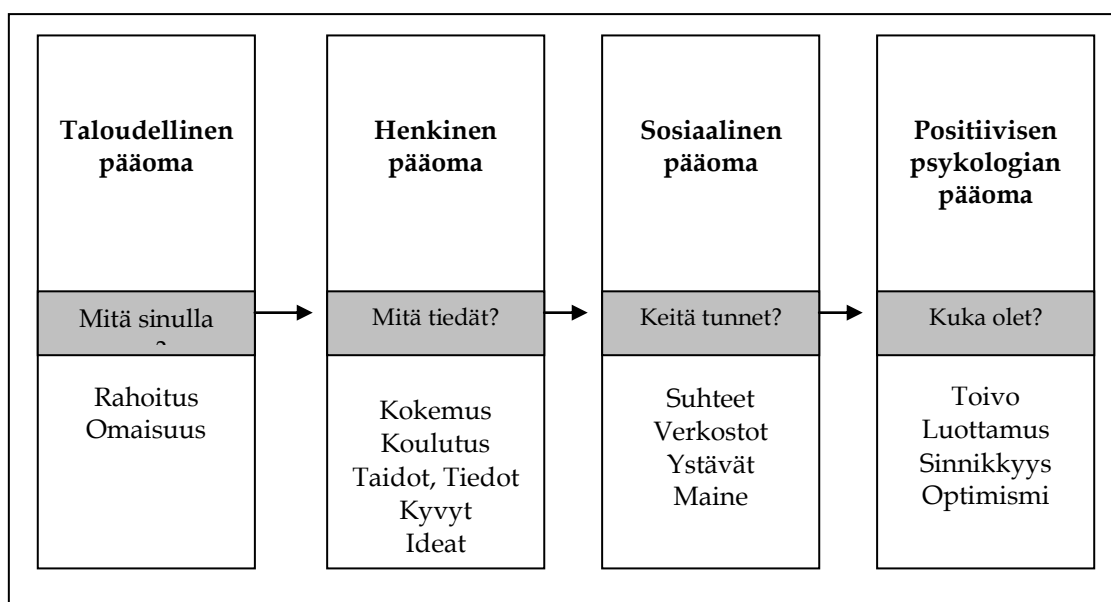 Taloudellinen
pääoma
Mitä sinulla
Rahoitus
Omaisuus
Henkinen
pääoma
Mitä tiedät?
Kokemus
Koulutus
Taidot, Tiedot
Kyvyt
Ideat
Sosiaalinen
pääoma
Keitä tunnet?
Suhteet
Verkostot
Ystävät
Maine
Positiivisen
psykologian
pääoma
Kuka olet?
Toivo
Luottamus
Sinnikkyys
Optimismi